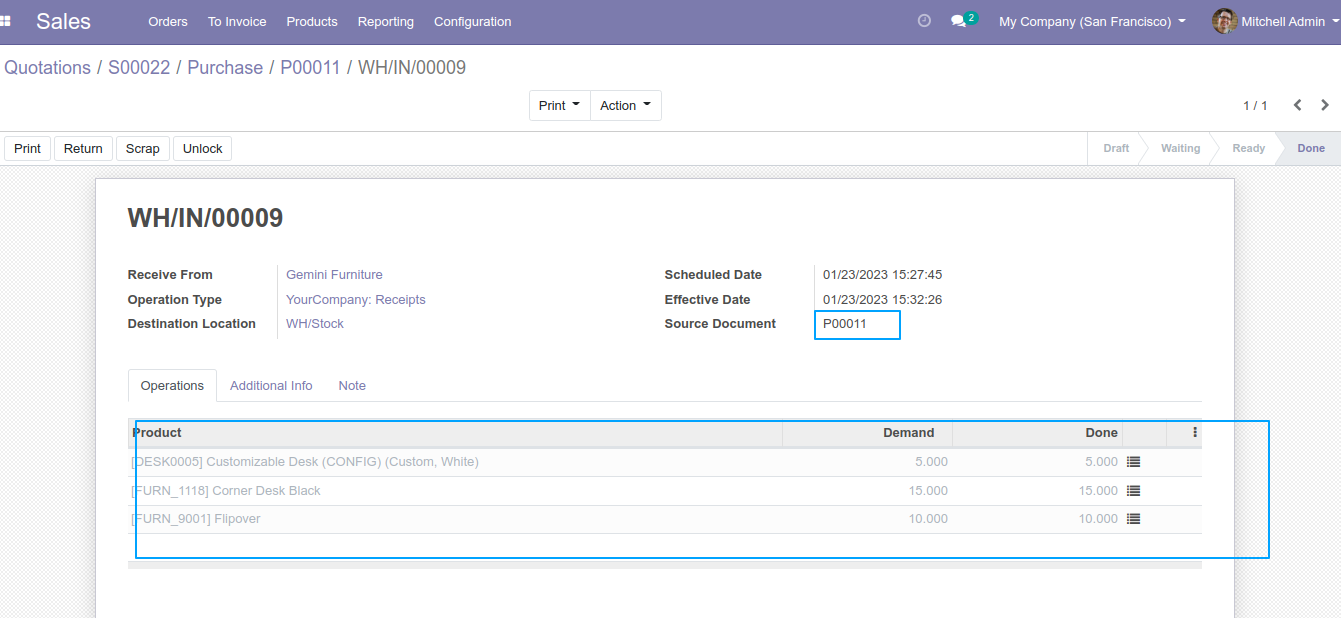 Sales Orders To Invoice Products Reporting Configuration 2 My Company (San Francisco) Mitchell Admin
Quotations / S00022 / Purchase / P00011 / WH/IN/00009
Print Action 1 / 1
Print Return Scrap Unlock Draft Waiting Ready Done
WH/IN/00009
Receive From Gemini Furniture Scheduled Date 01/23/2023 15:27:45
Operation Type YourCompany: Receipts Effective Date 01/23/2023 15:32:26
Destination Location WH/Stock Source Document P00011
Operations Additional Info Note
Product Demand Done
[DESK0005] Customizable Desk (CONFIG) (Custom, White) 5.000 5.000
[FURN_1118] Corner Desk Black 15.000 15.000
[FURN_9001] Flipover 10.000 10.000